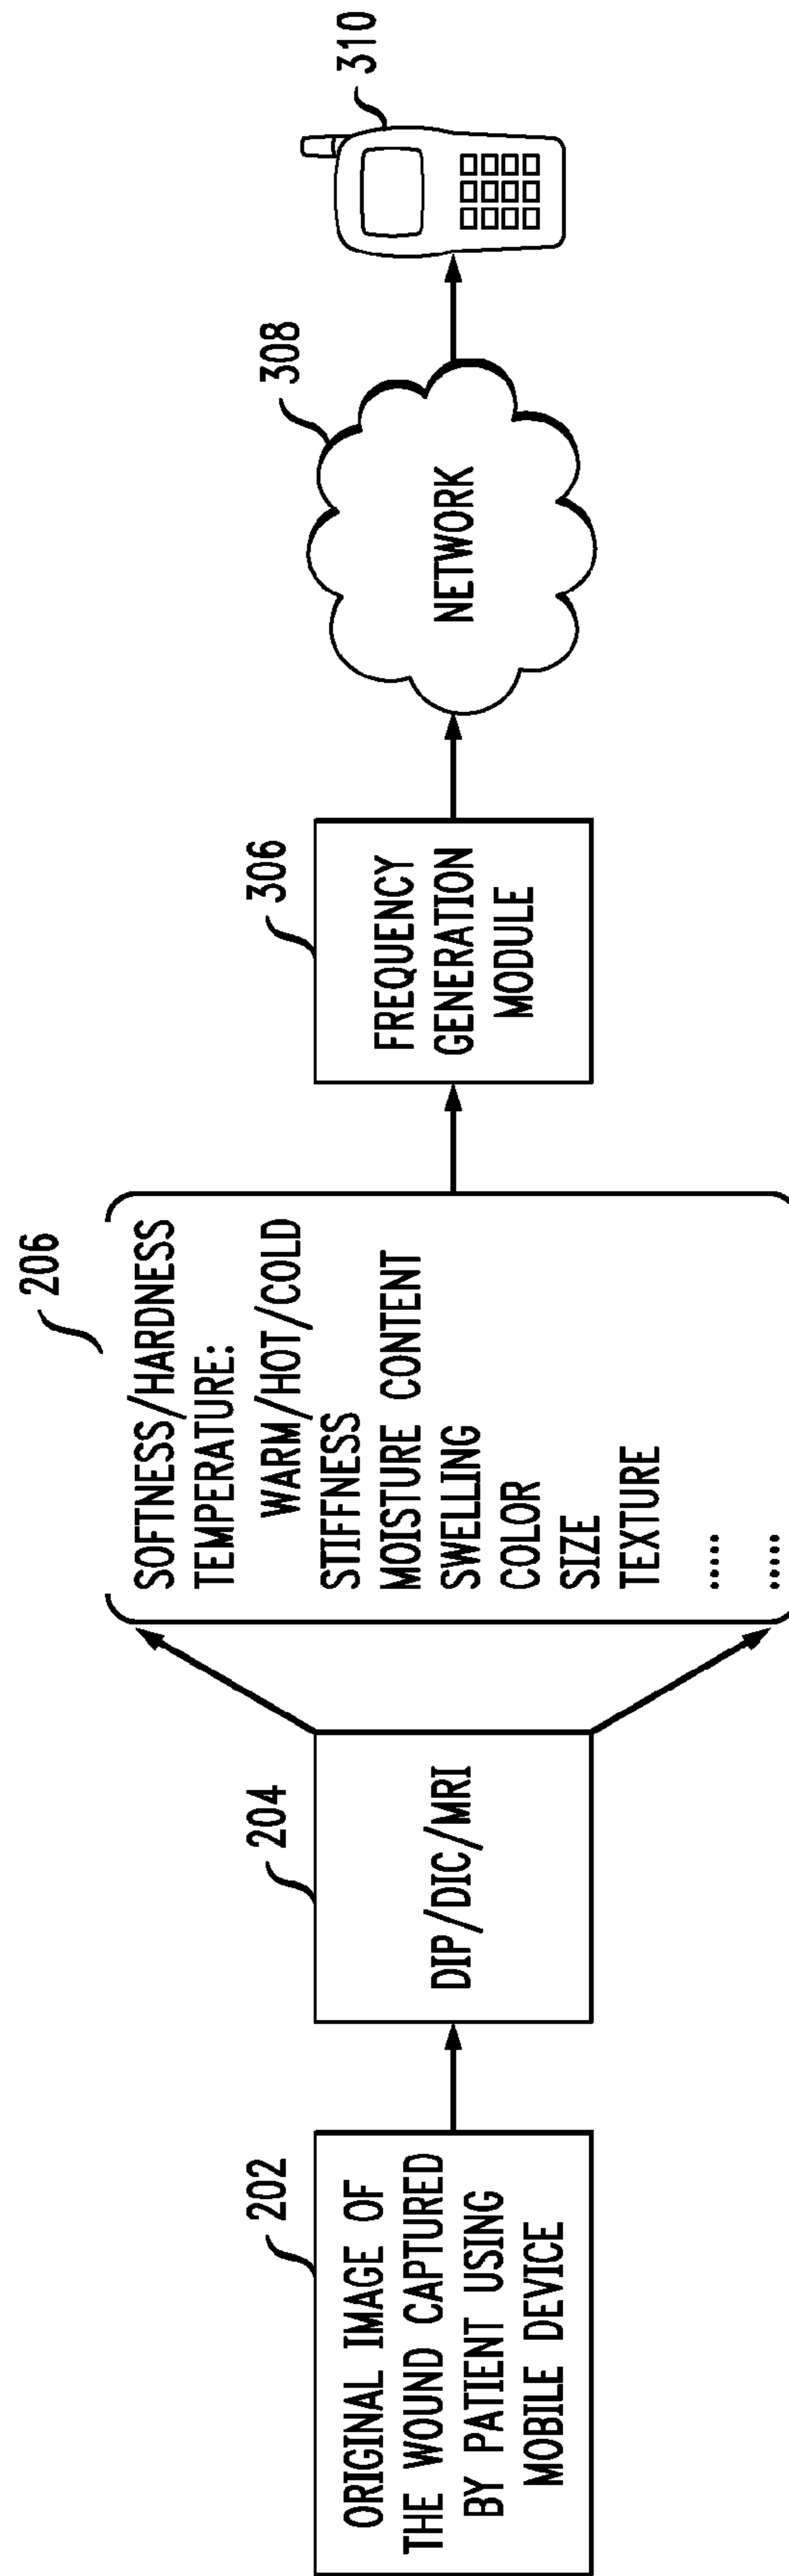 202
ORIGINAL IMAGE OF
THE WOUND CAPTURED
BY PATIENT USING
MOBILE DEVICE
204
DIP/DIC/MRI
206
SOFTNESS/HARDNESS
TEMPERATURE:
WARM/HOT/COLD
STIFFNESS
MOISTURE CONTENT
SWELLING
COLOR
SIZE
TEXTURE
.....
.....
306
FREQUENCY
GENERATION
MODULE
308
NETWORK
310